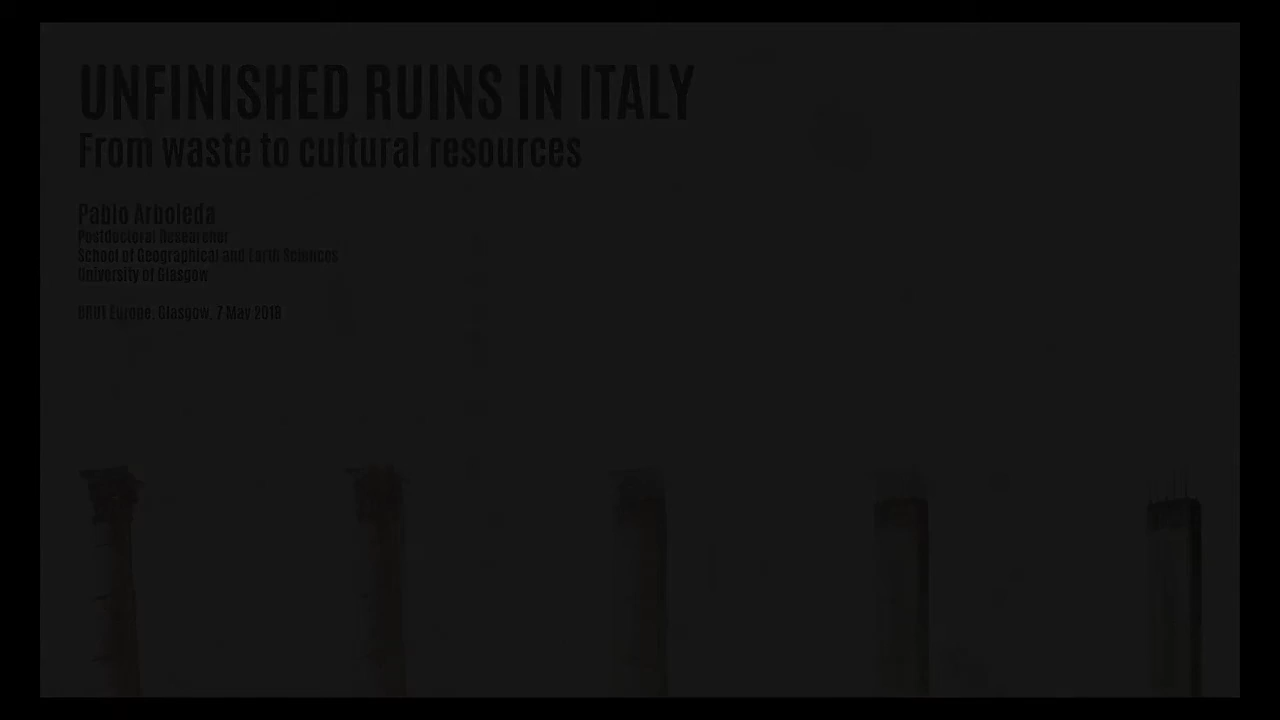 UNFINISHED RUINS IN ITALY
From waste to cultural resources
Pablo Arboleda
Postdoctoral Researcher
School of Geographical and Earth Sciences
University of Glasgow
Europe, Glasgow, 7 May 2018